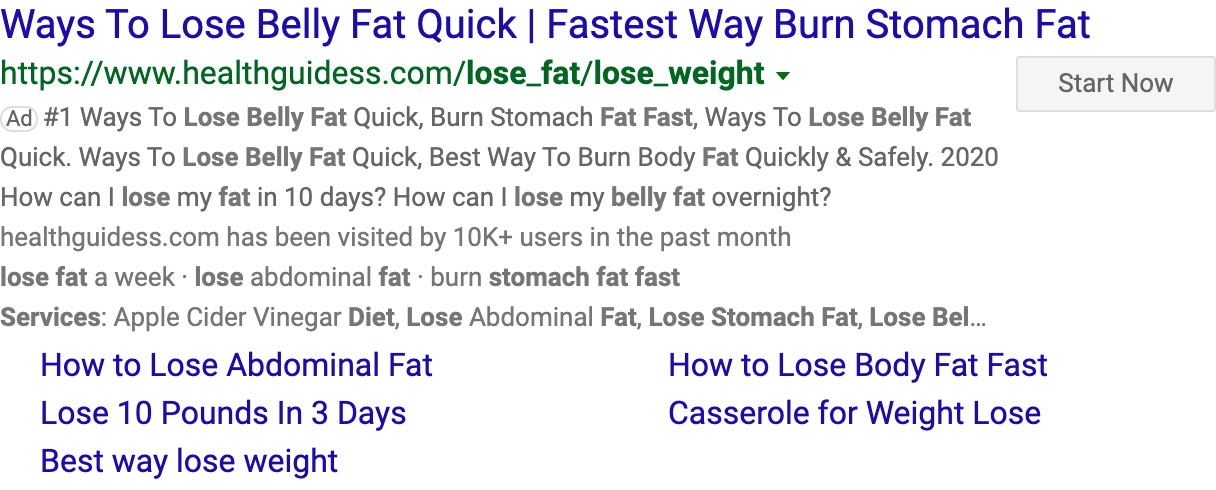 Ways To Lose Belly Fat Quick | Fastest Way Burn Stomach Fat
https://www.healthguidess.com/lose_fat/lose_weight
Start Now
Ad #1 Ways To Lose Belly Fat Quick, Burn Stomach Fat Fast, Ways To Lose Belly Fat
Quick. Ways To Lose Belly Fat Quick, Best Way To Burn Body Fat Quickly & Safely. 2020
How can I lose my fat in 10 days? How can I lose my belly fat overnight?
healthguidess.com has been visited by 10K+ users in the past month
lose fat a week · lose abdominal fat · burn stomach fat fast
Services: Apple Cider Vinegar Diet, Lose Abdominal Fat, Lose Stomach Fat, Lose Bel...
How to Lose Abdominal Fat
How to Lose Body Fat Fast
Lose 10 Pounds In 3 Days
Casserole for Weight Lose
Best way lose weight